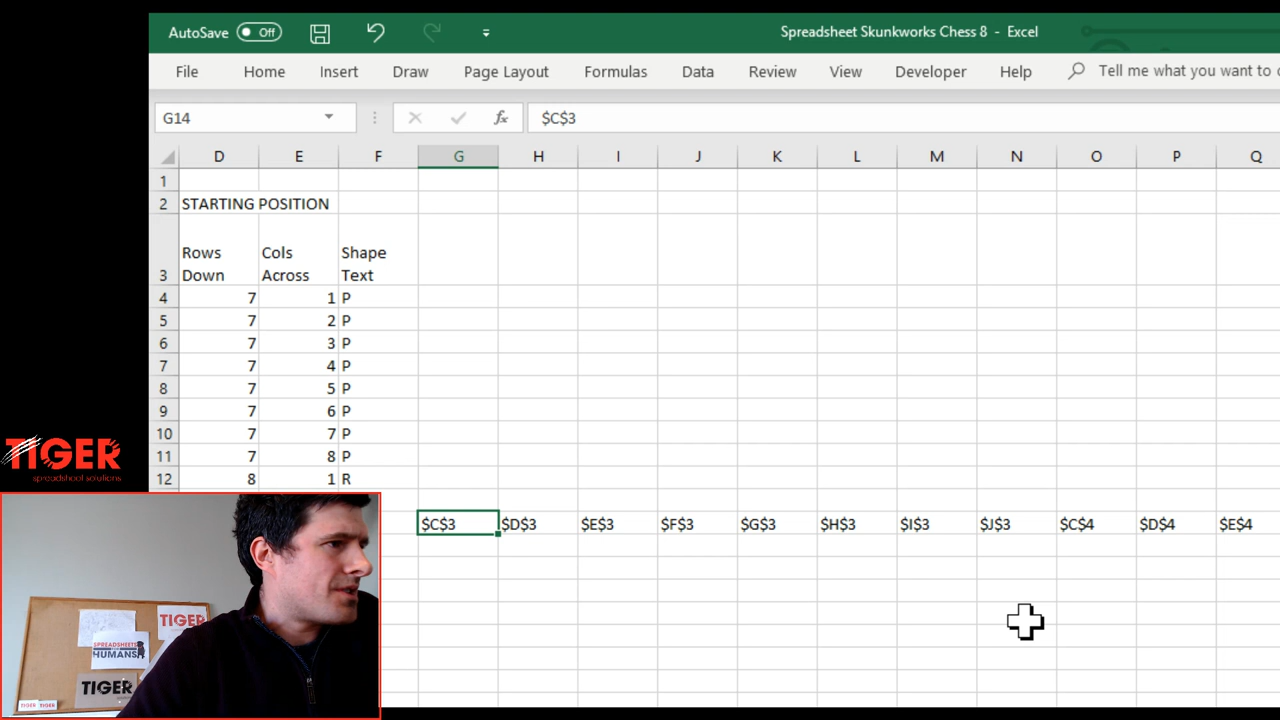 AutoSave Off Spreadsheet Skunkworks Chess 8 - Excel
File Home Insert Draw Page Layout Formulas Data Review View Developer Help Tell me what you want to
G14 fx $C$3
D E F G H I J K L M N O P Q
1
2 STARTING POSITION
Rows Cols Shape
3 Down Across Text
4 7 1 P
5 7 2 P
6 7 3 P
7 7 4 P
8 7 5 P
9 7 6 P
10 7 7 P
11 7 8 P
12 8 1 R
$C$3 $D$3 $E$3 $F$3 $G$3 $H$3 $I$3 $J$3 $C$4 $D$4 $E$4
TIGER
spreadsheet solutions
TIGER
SPREADSHEETS
HUMANS
TIGER
TIGER TIGER